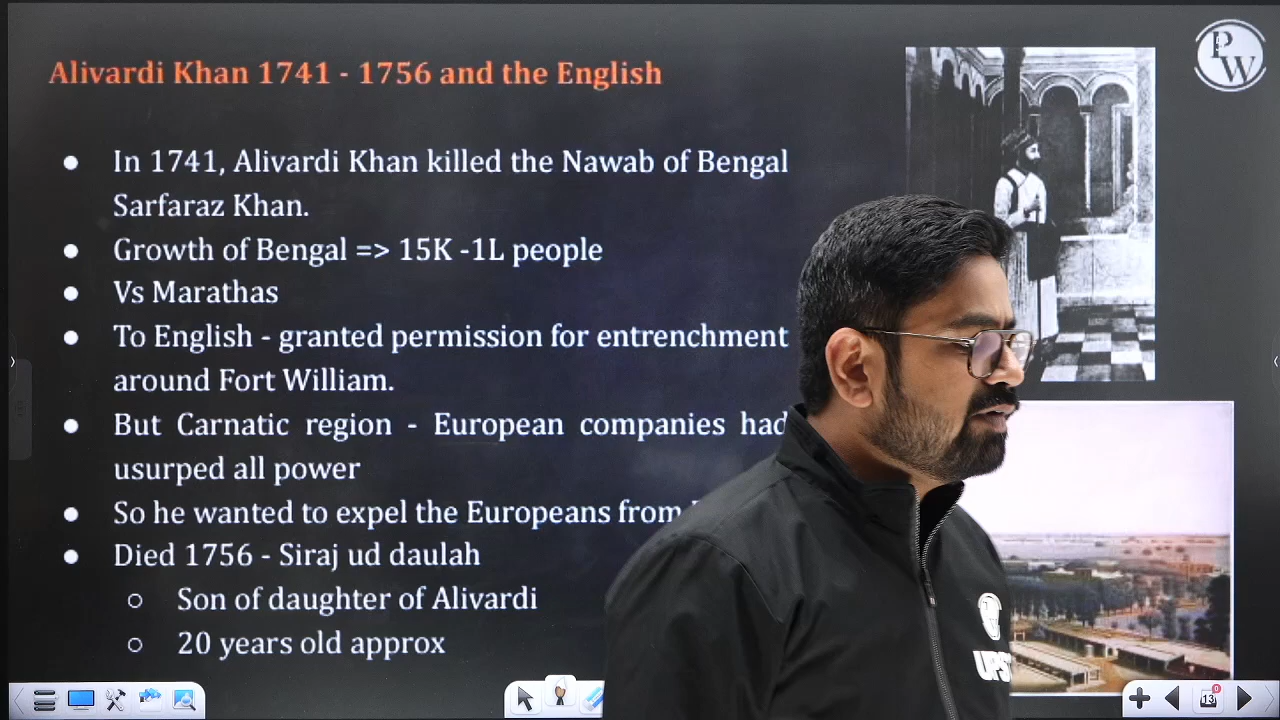 Alivardi Khan 1741 - 1756 and the English
PW
● In 1741, Alivardi Khan killed the Nawab of Bengal
Sarfaraz Khan.
● Growth of Bengal => 15K -1L people
● Vs Marathas
● To English - granted permission for entrenchment
around Fort William.
● But Carnatic region - European companies had
usurped all power
● So he wanted to expel the Europeans from
● Died 1756 - Siraj ud daulah
○ Son of daughter of Alivardi
○ 20 years old approx
13